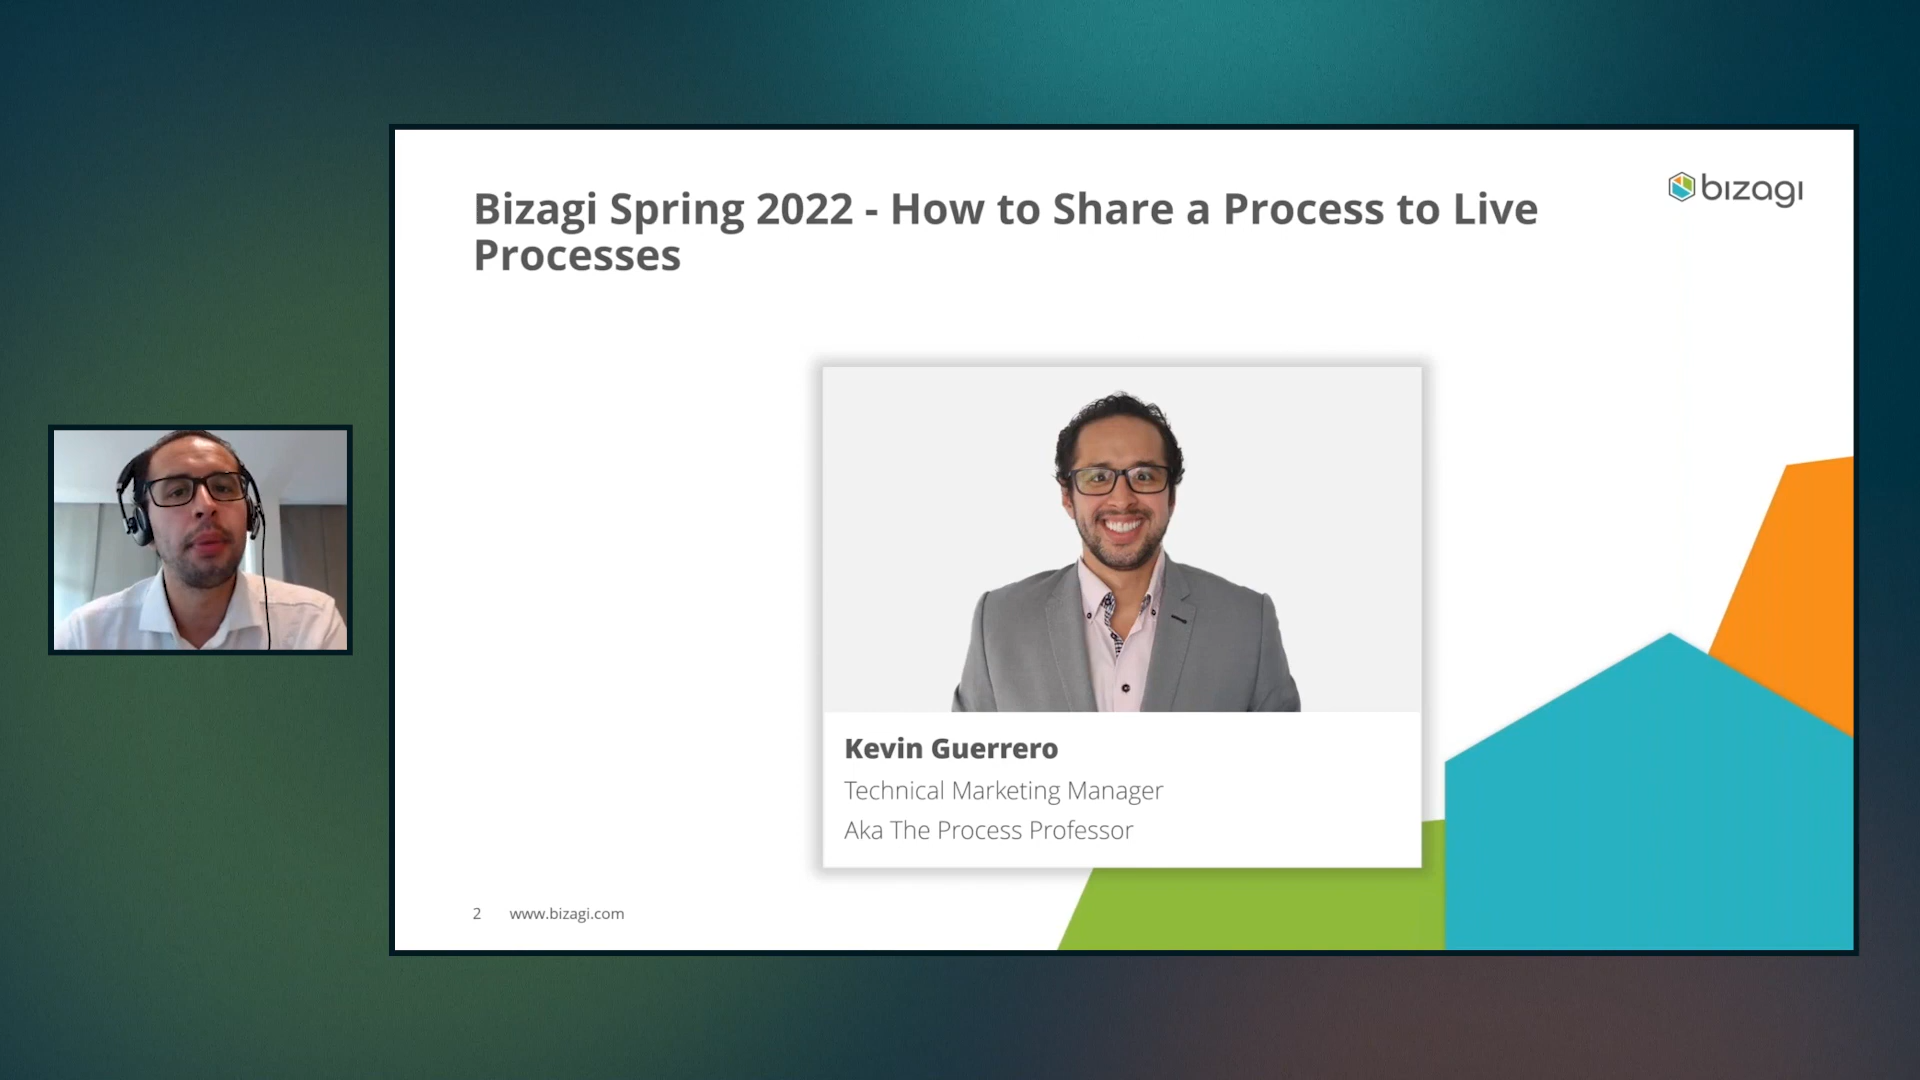 bizagi
Bizagi Spring 2022 - How to Share a Process to Live
Processes
Kevin Guerrero
Technical Marketing Manager
Aka The Process Professor
2 www.bizagi.com